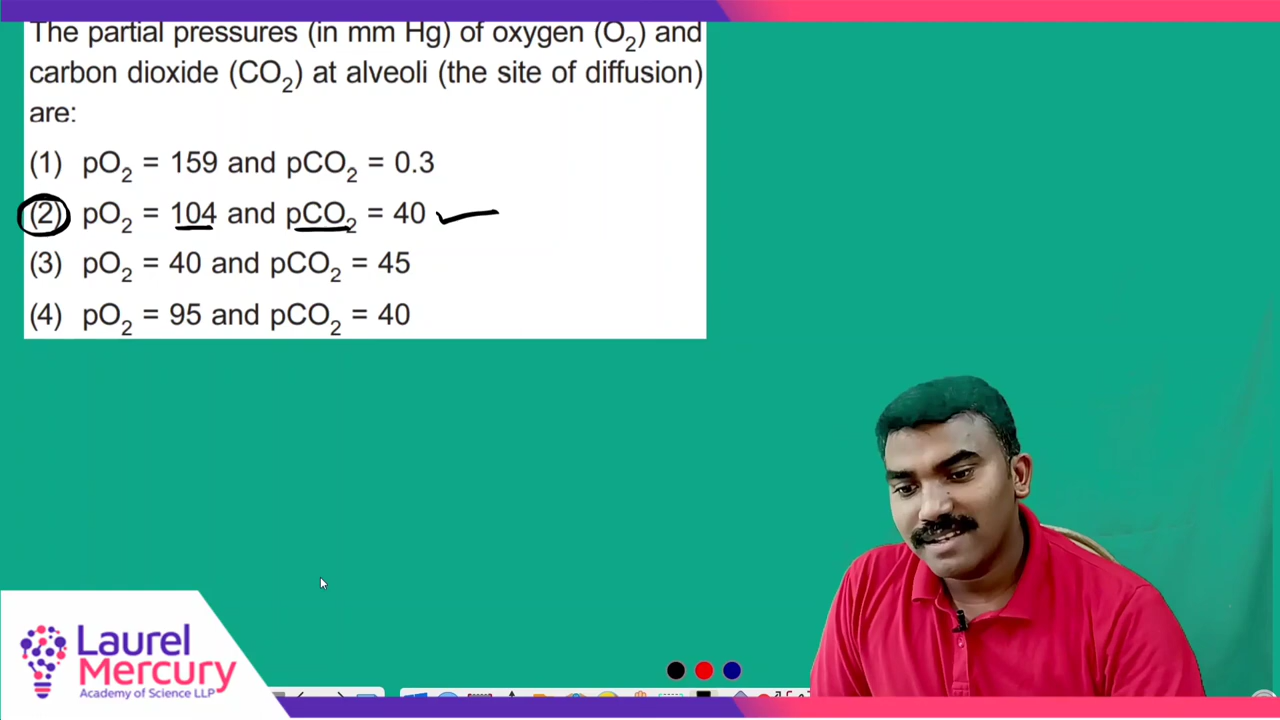 The partial pressures (in mm Hg) of oxygen (O₂) and
carbon dioxide (CO₂) at alveoli (the site of diffusion)
are:
(1) pO₂ = 159 and pCO₂ = 0.3
(2) pO₂ = 104 and pCO₂ = 40
(3) pO₂ = 40 and pCO₂ = 45
(4) pO₂ = 95 and pCO₂ = 40
Laurel
Mercury
Academy of Science LLP